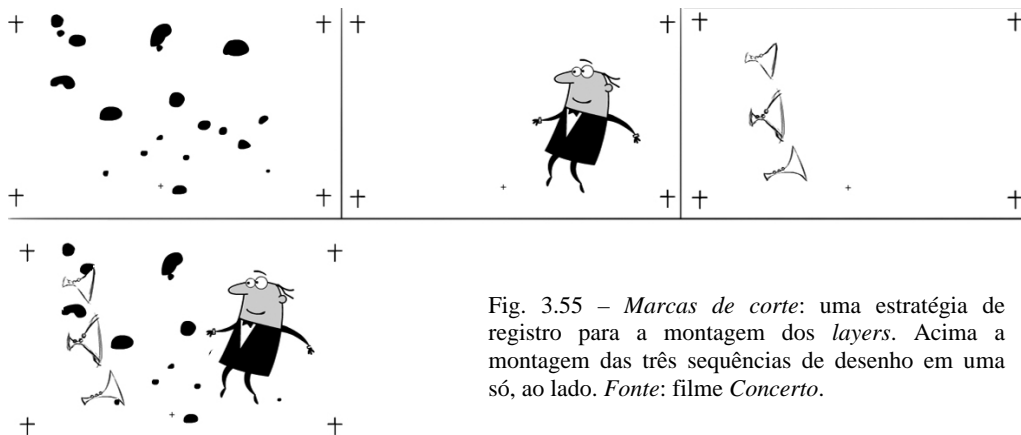 Fig. 3.55 – Marcas de corte: uma estratégia de
registro para a montagem dos layers. Acima a
montagem das três sequências de desenho em uma
só, ao lado. Fonte: filme Concerto.